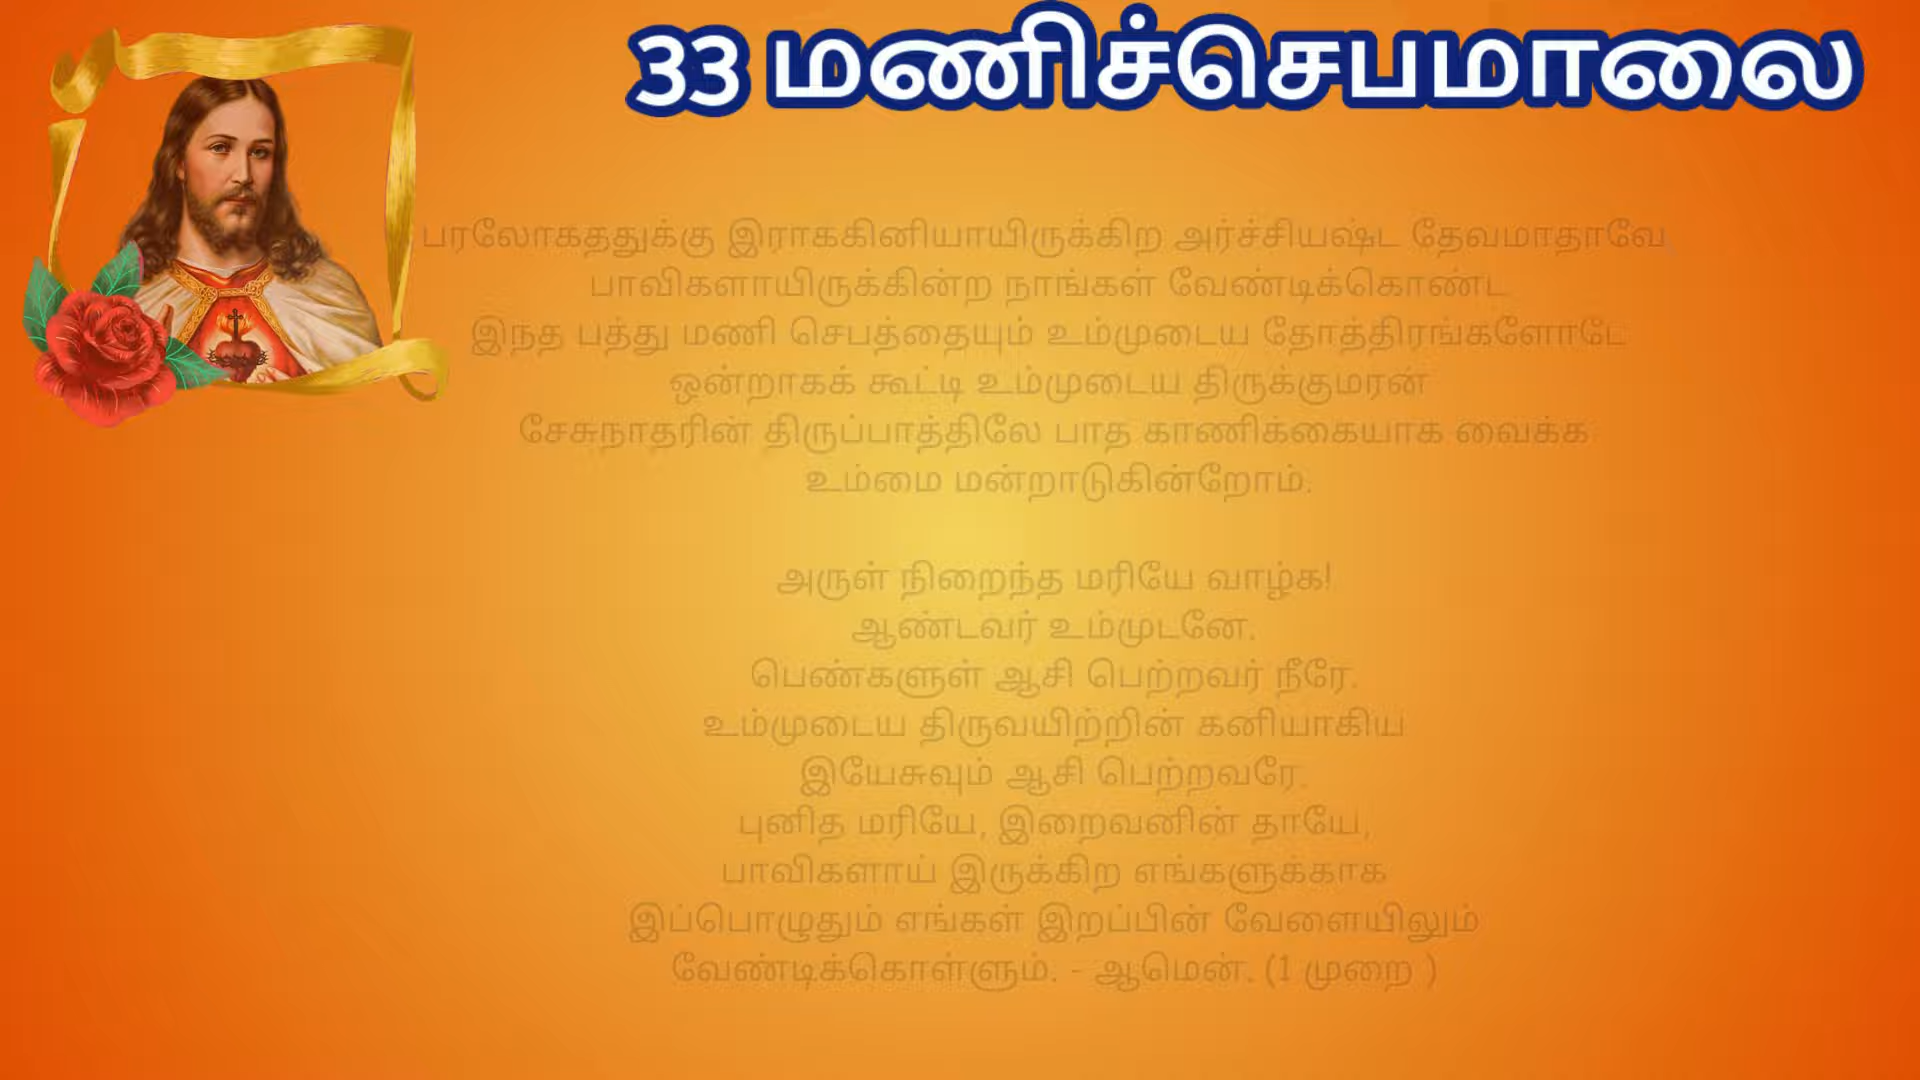 33 மணிச்செபமாலை
பரலோகத்துக்கு இராக்கினியாயிருக்கிற அர்ச்சியஷ்ட தேவமாதாவே,
பாவிகளாயிருக்கின்ற நாங்கள் வேண்டிக்கொண்ட
இந்த பத்து மணி செபத்தையும் உம்முடைய தோத்திரங்களோடே
ஒன்றாகக் கூட்டி உம்முடைய திருக்குமரன்
சேசுநாதரின் திருப்பாத்திலே பாத காணிக்கையாக வைக்க
உம்மை மன்றாடுகின்றோம்.
அருள் நிறைந்த மரியே வாழ்க!
ஆண்டவர் உம்முடனே.
பெண்களுள் ஆசி பெற்றவர் நீரே.
உம்முடைய திருவயிற்றின் கனியாகிய
இயேசுவும் ஆசி பெற்றவரே.
புனித மரியே, இறைவனின் தாயே,
பாவிகளாய் இருக்கிற எங்களுக்காக
இப்பொழுதும் எங்கள் இறப்பின் வேளையிலும்
வேண்டிக்கொள்ளும். - ஆமென். (1 முறை )